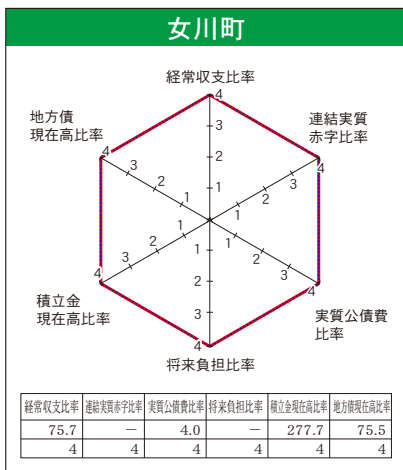 女川町
経常収支比率
連結実質
赤字比率
実質公債費
比率
将来負担比率
積立金
現在高比率
地方債
現在高比率
4
3
2
1
4
3
2
1
4
3
2
1
4
3
2
1
4
3
2
1
4
3
2
1
経常収支比率 連結実質赤字比率 実質公債費比率 将来負担比率 積立金現在高比率 地方債現在高比率
75.7 － 4.0 － 277.7 75.5
4 4 4 4 4 4